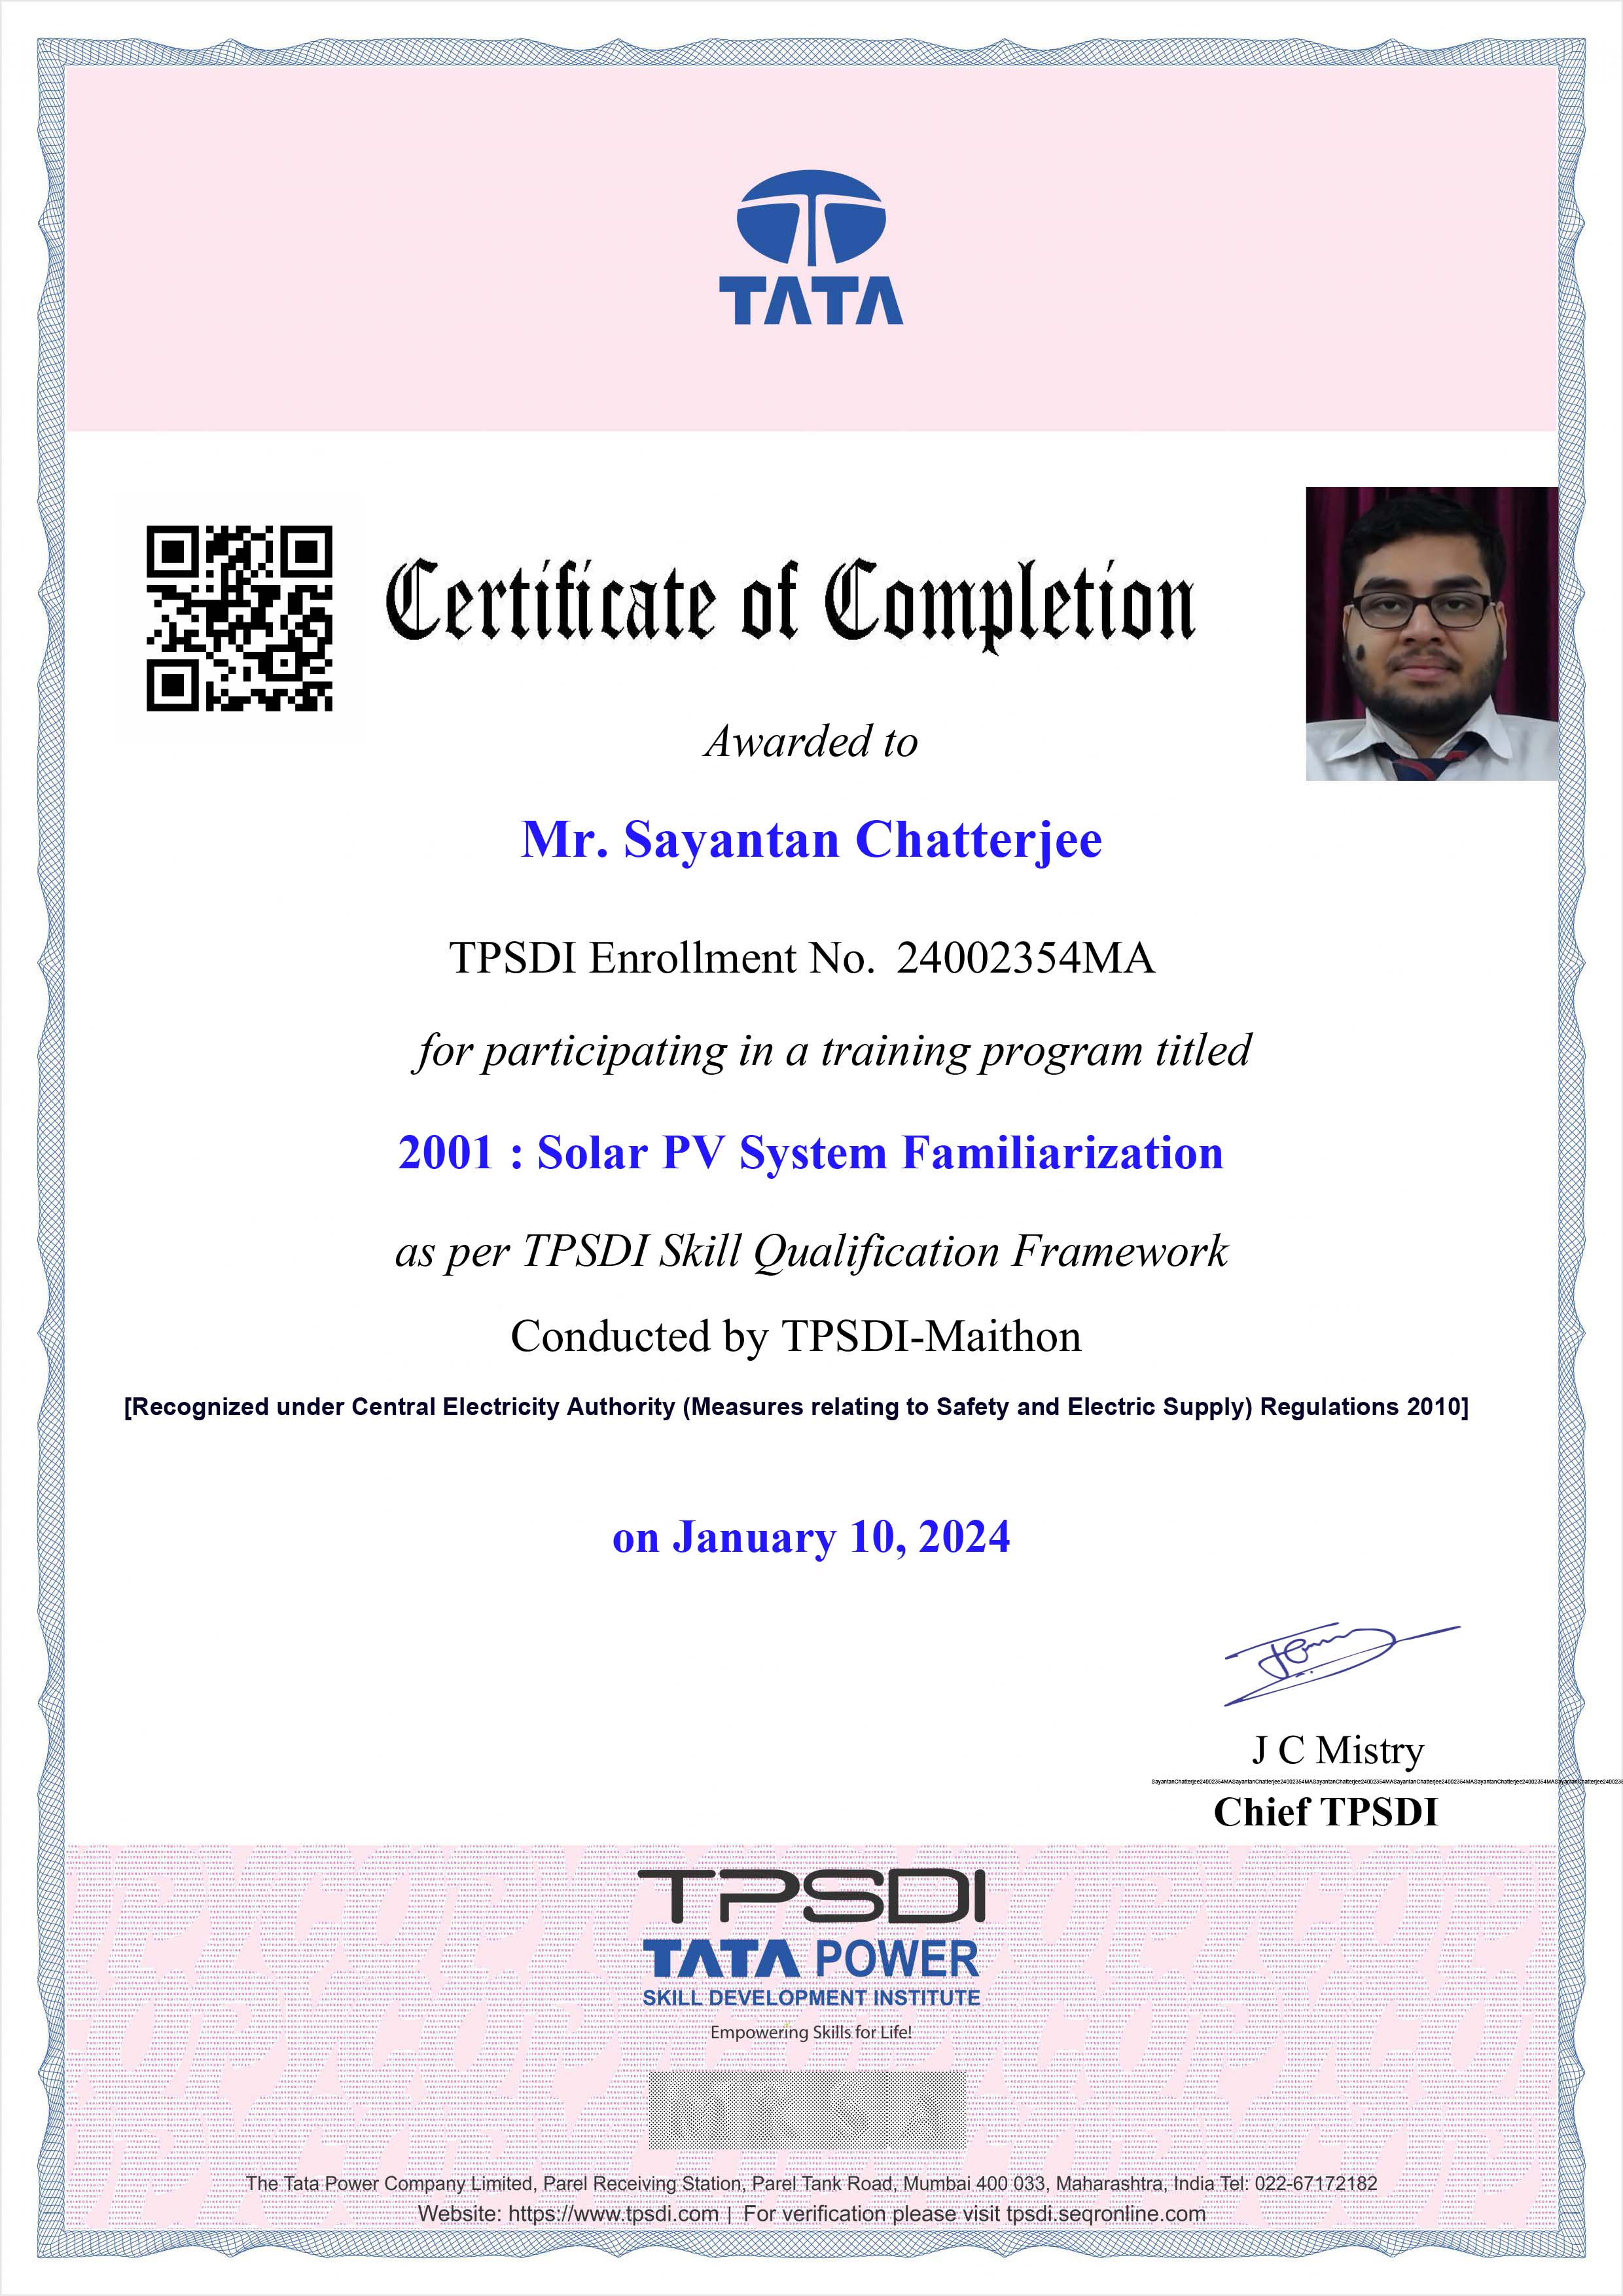 TATA
Certificate of Completion
Awarded to
Mr. Sayantan Chatterjee
TPSDI Enrollment No. 24002354MA
for participating in a training program titled
2001 : Solar PV System Familiarization
as per TPSDI Skill Qualification Framework
Conducted by TPSDI-Maithon
[Recognized under Central Electricity Authority (Measures relating to Safety and Electric Supply) Regulations 2010]
on January 10, 2024
J C Mistry
SayantanChatterjee24002354MASayantanChatterjee24002354MASayantanChatterjee24002354MASayantanChatterjee24002354MASayantanChatterjee2400235
Chief TPSDI
TPSDI
TATA POWER
SKILL DEVELOPMENT INSTITUTE
Empowering Skills for Life!
The Tata Power Company Limited, Parel Receiving Station, Parel Tank Road, Mumbai 400 033, Maharashtra, India Tel: 022-67172182
Website: https://www.tpsdi.com | For verification please visit tpsdi.seqronline.com